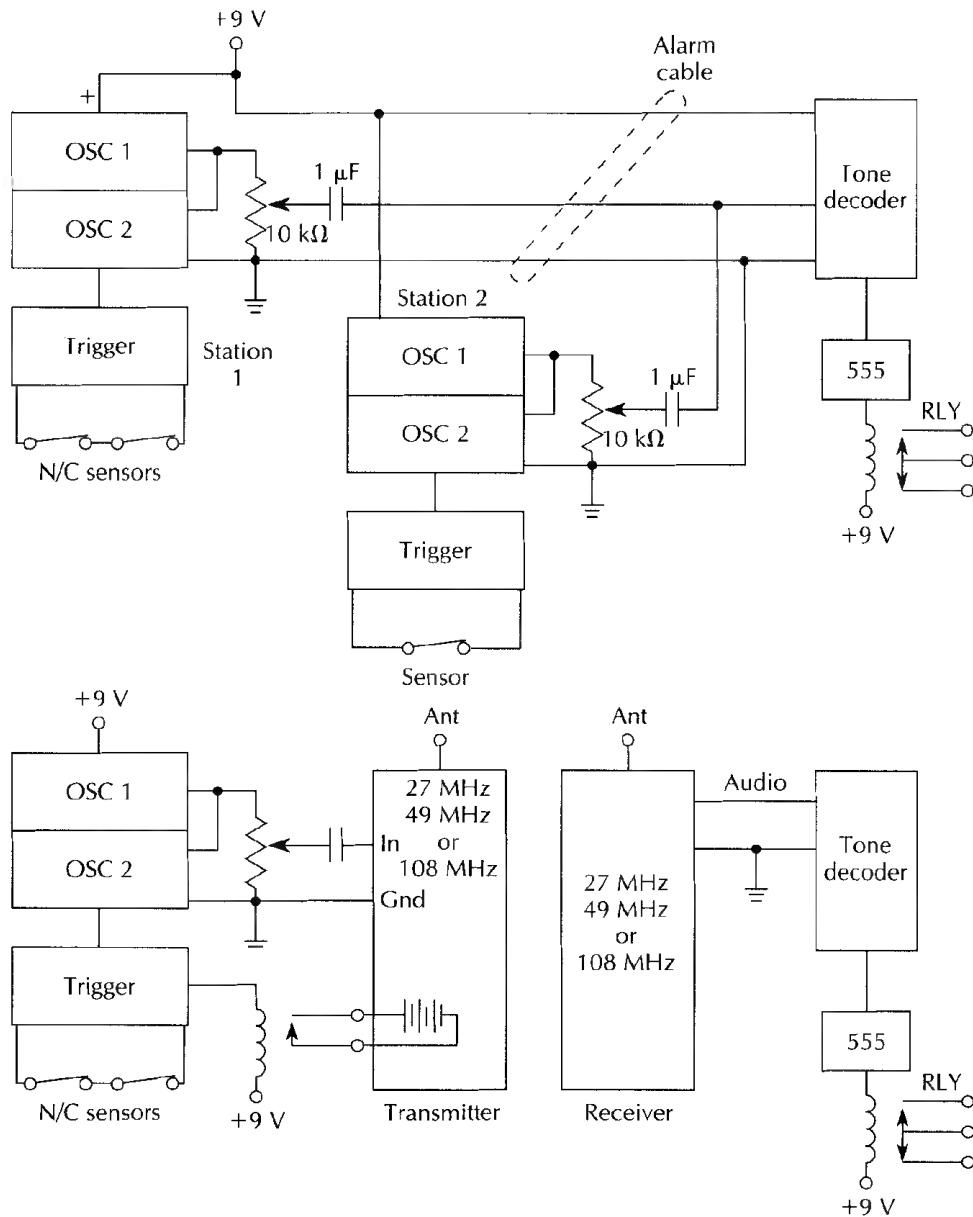 +9 V
Alarm
cable
+
OSC 1
OSC 2
1 μF
10 kΩ
Tone
decoder
Trigger
Station
1
N/C sensors
Station 2
OSC 1
OSC 2
1 μF
10 kΩ
555
RLY
+9 V
Trigger
Sensor
+9 V
OSC 1
OSC 2
Trigger
N/C sensors
+9 V
Ant
27 MHz
49 MHz
or
108 MHz
In
Gnd
Transmitter
Ant
27 MHz
49 MHz
or
108 MHz
Receiver
Audio
Tone
decoder
555
RLY
+9 V